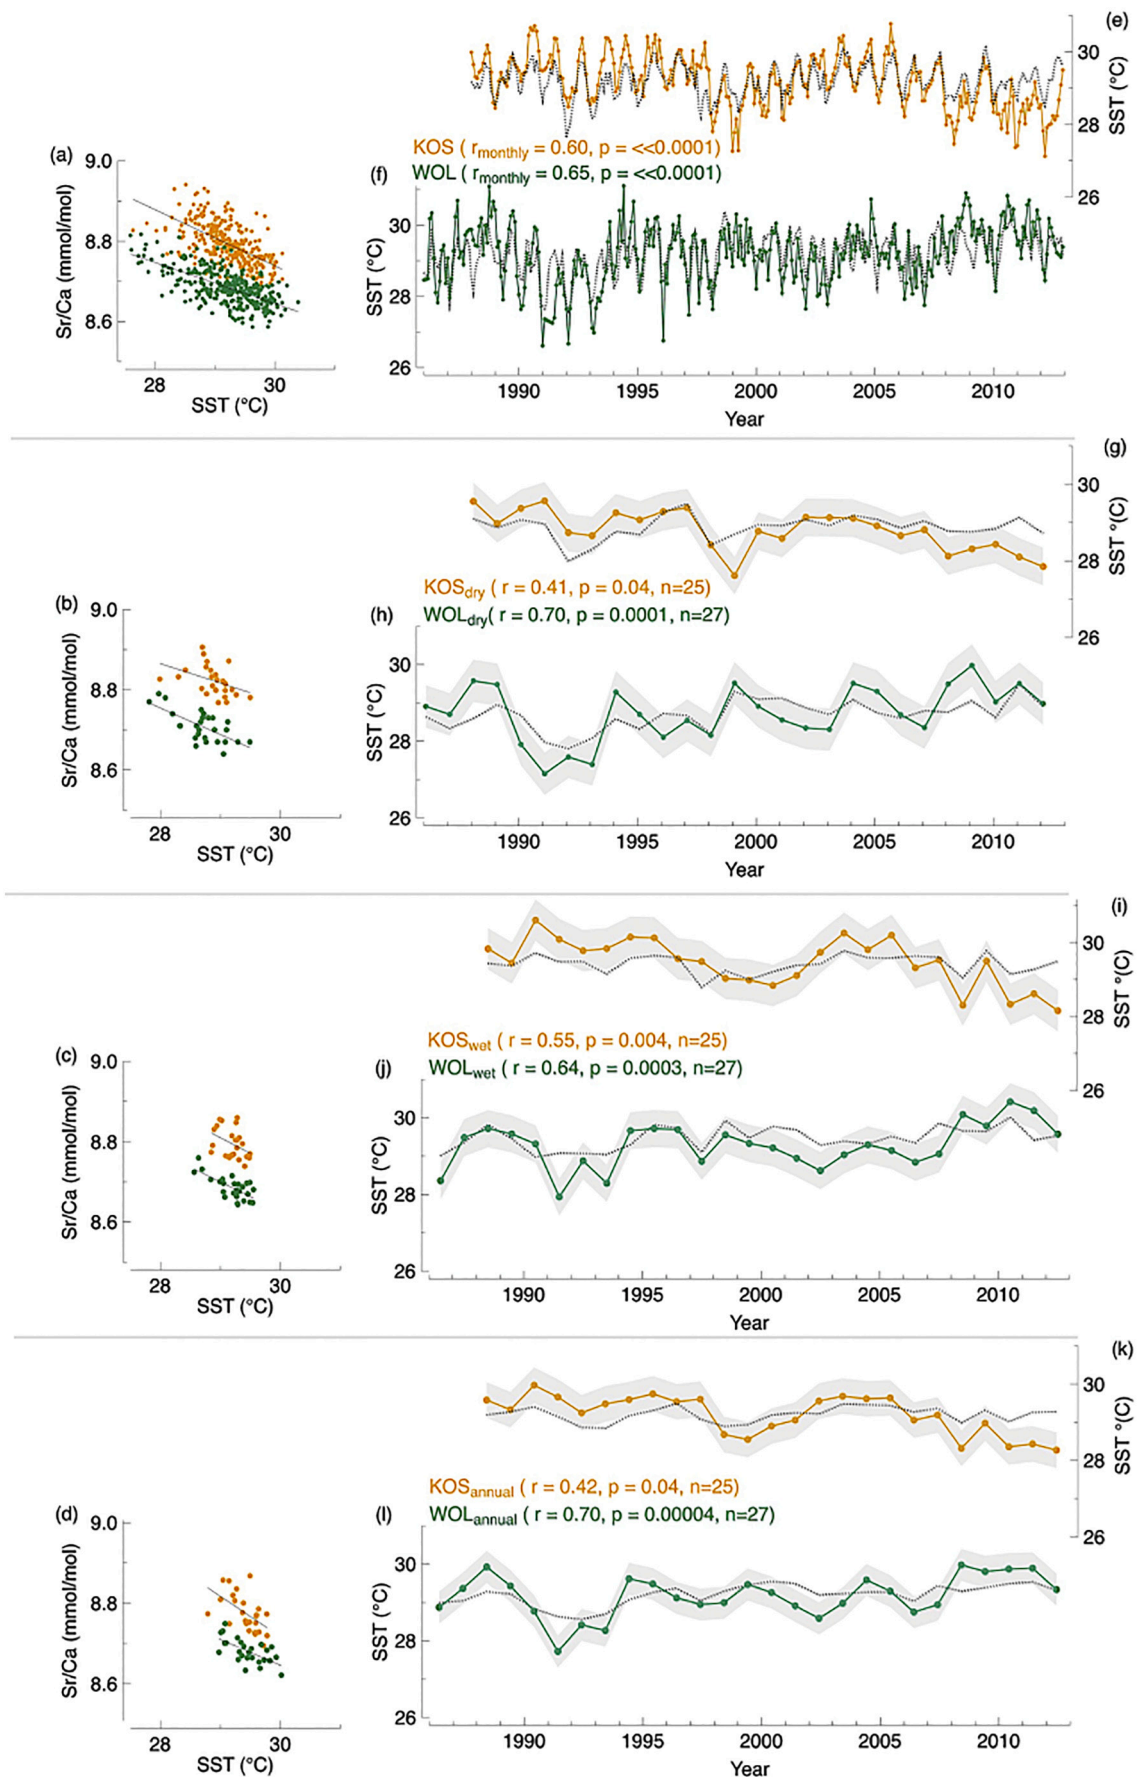 (e)
30
28
26
SST (°C)
KOS ( rmonthly = 0.60, p = <<0.0001)
WOL ( rmonthly = 0.65, p = <<0.0001)
(a)
9.0
8.8
8.6
Sr/Ca (mmol/mol)
28 30
SST (°C)
(f)
30
28
26
SST (°C)
1990 1995 2000 2005 2010
Year
(g)
30
28
26
SST °(C)
KOSdry ( r = 0.41, p = 0.04, n=25)
WOLdry( r = 0.70, p = 0.0001, n=27)
(b)
9.0
8.8
8.6
Sr/Ca (mmol/mol)
28 30
SST (°C)
(h)
30
28
26
SST (°C)
1990 1995 2000 2005 2010
Year
(i)
30
28
26
SST °(C)
KOSwet ( r = 0.55, p = 0.004, n=25)
WOLwet ( r = 0.64, p = 0.0003, n=27)
(c)
9.0
8.8
8.6
Sr/Ca (mmol/mol)
28 30
SST (°C)
(j)
30
28
26
SST (°C)
1990 1995 2000 2005 2010
Year
(k)
30
28
26
SST °(C)
KOSannual ( r = 0.42, p = 0.04, n=25)
WOLannual ( r = 0.70, p = 0.00004, n=27)
(d)
9.0
8.8
8.6
Sr/Ca (mmol/mol)
28 30
SST (°C)
(l)
30
28
26
SST (°C)
1990 1995 2000 2005 2010
Year